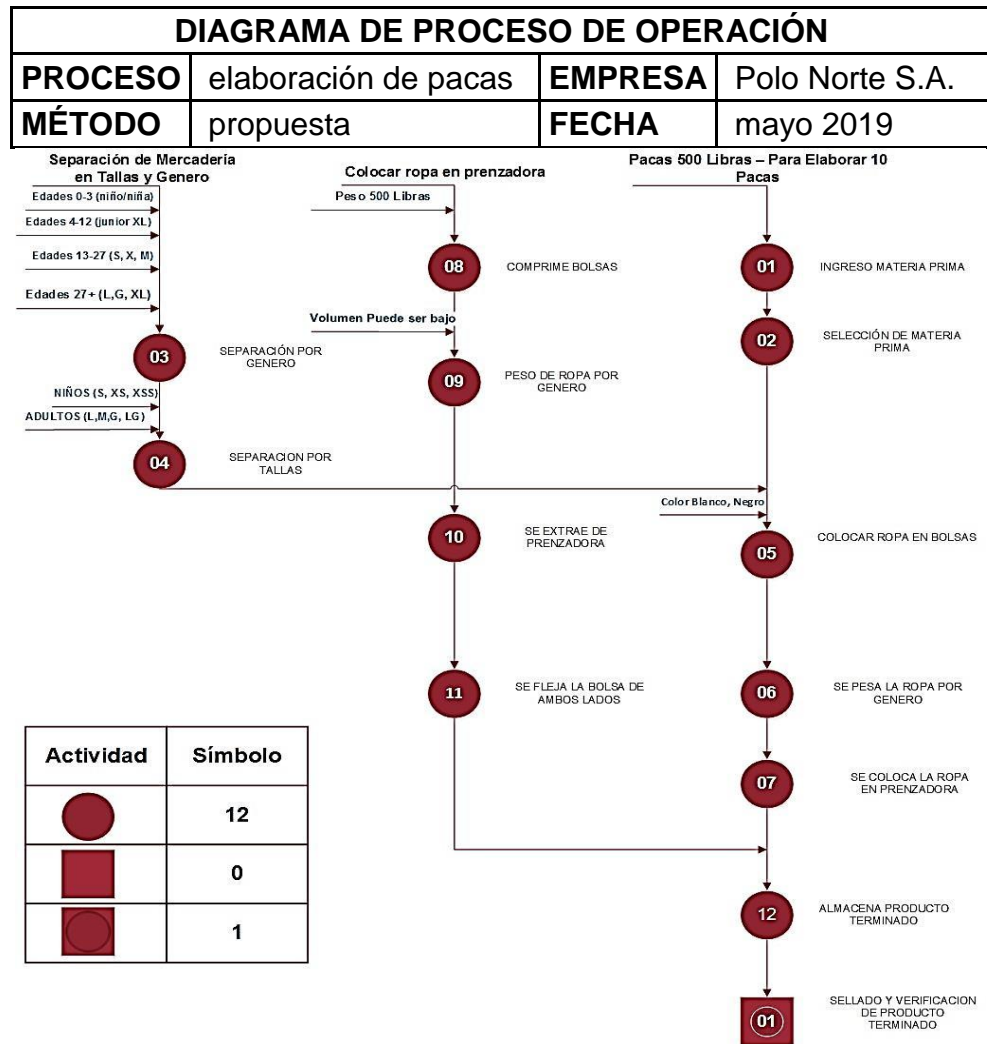 DIAGRAMA DE PROCESO DE OPERACIÓN
PROCESO elaboración de pacas EMPRESA Polo Norte S.A.
MÉTODO propuesta FECHA mayo 2019
Separación de Mercadería
en Tallas y Genero
Edades 0-3 (niño/niña)
Edades 4-12 (junior XL)
Edades 13-27 (S, X, M)
Edades 27+ (L,G, XL)
03
SEPARACIÓN POR
GENERO
NIÑOS (S, XS, XSS)
ADULTOS (L,M,G, LG)
04
SEPARACION POR
TALLAS
Colocar ropa en prenzadora
Peso 500 Libras
08
COMPRIME BOLSAS
Volumen Puede ser bajo
09
PESO DE ROPA POR
GENERO
10
SE EXTRAE DE
PRENZADORA
11
SE FLEJA LA BOLSA DE
AMBOS LADOS
Pacas 500 Libras – Para Elaborar 10
Pacas
01
INGRESO MATERIA PRIMA
02
SELECCIÓN DE MATERIA
PRIMA
Color Blanco, Negro
05
COLOCAR ROPA EN BOLSAS
06
SE PESA LA ROPA POR
GENERO
07
SE COLOCA LA ROPA
EN PRENZADORA
12
ALMACENA PRODUCTO
TERMINADO
01
SELLADO Y VERIFICACION
DE PRODUCTO
TERMINADO
Actividad Símbolo
12
0
1